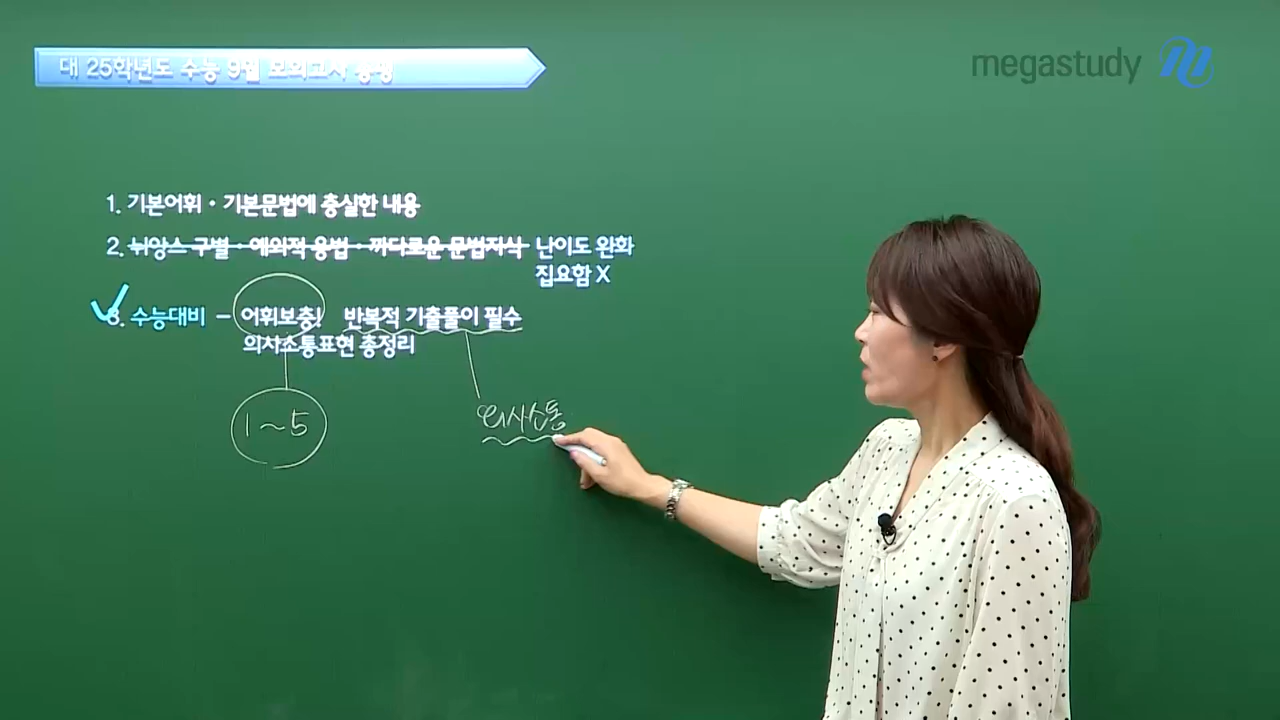 대 25학년도 수능 9월 모의고사 총평
megastudy
1. 기본어휘・기본문법에 충실한 내용
2. 뉘앙스 구별・예외적 용법・까다로운 문법지식 난이도 완화
집요함 X
3. 수능대비 - 어휘보충! 반복적 기출풀이 필수
의사소통표현 총정리
1~5
의사소통